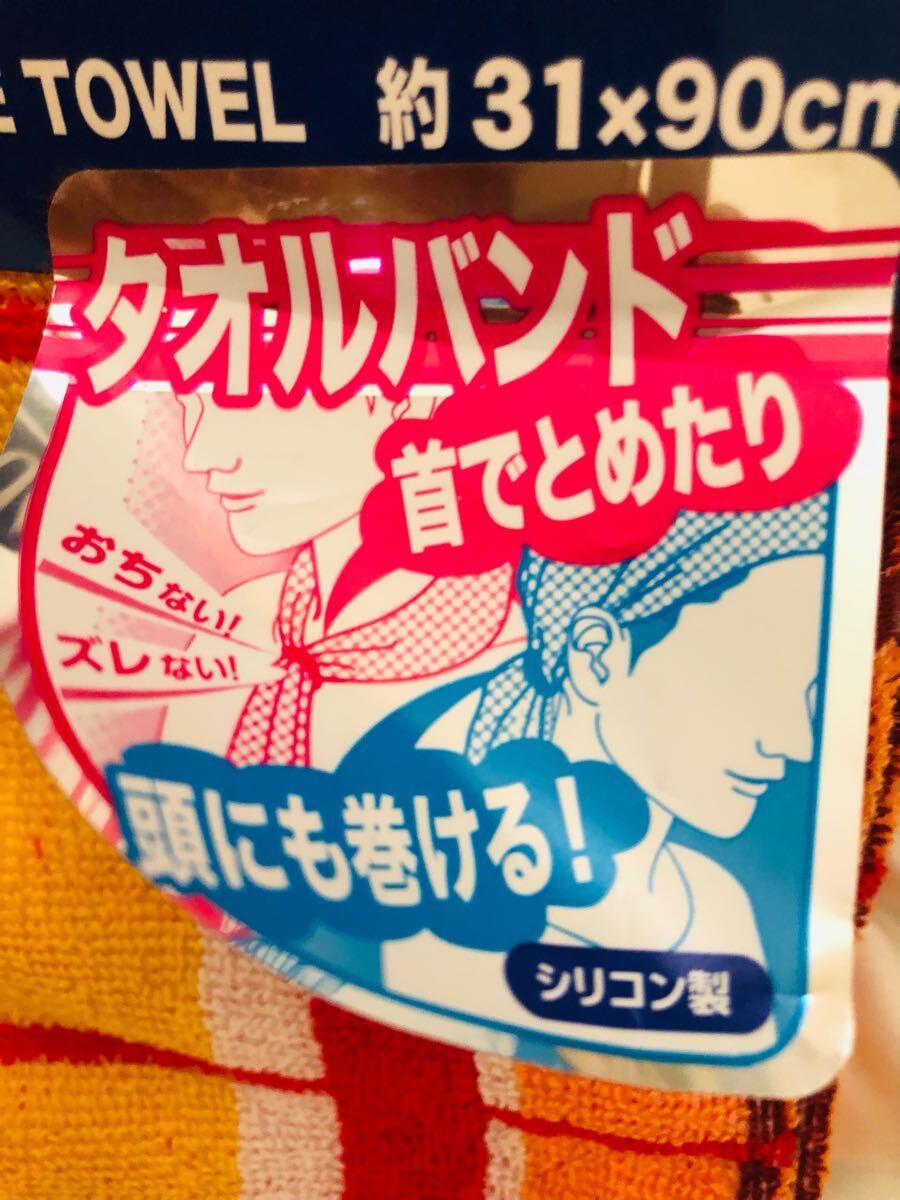 TOWEL 約31×90cm
タオルバンド
首でとめたり
おちない!
ズレない!
頭にも巻ける!
シリコン製